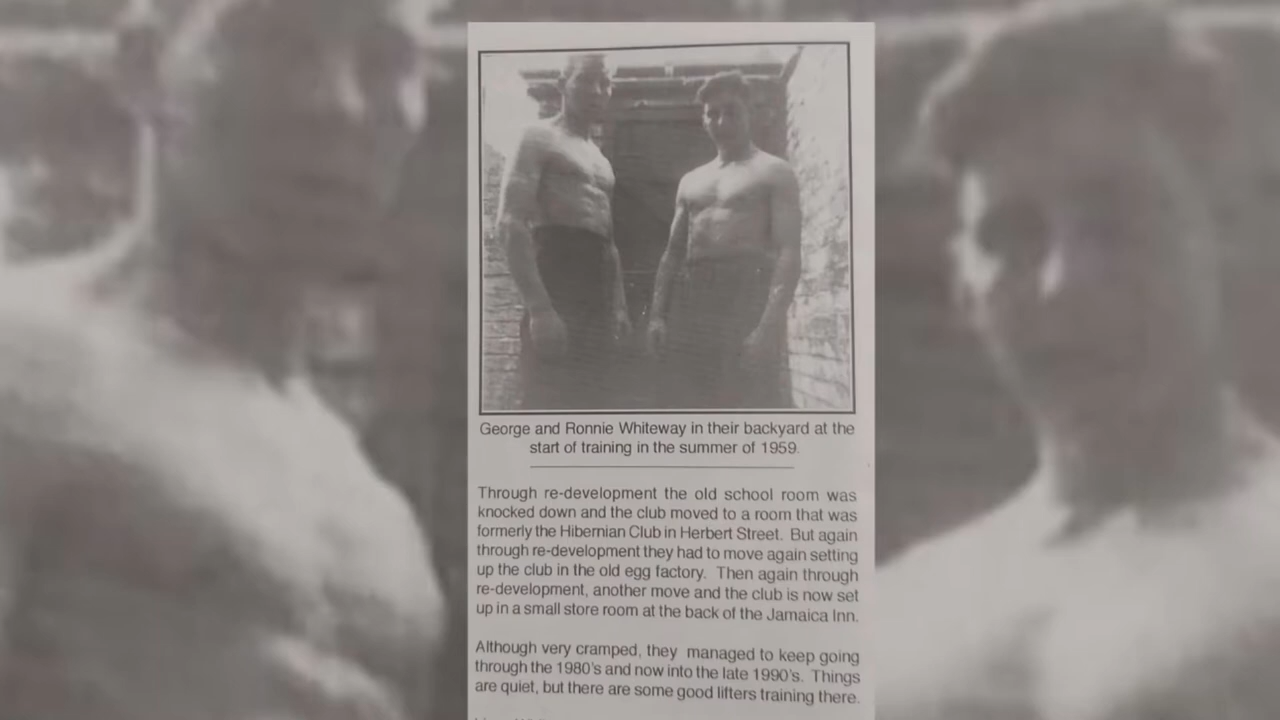 George and Ronnie Whiteway in their backyard at the
start of training in the summer of 1959.
Through re-development the old school room was
knocked down and the club moved to a room that was
formerly the Hibernian Club in Herbert Street. But again
through re-development they had to move again setting
up the club in the old egg factory. Then again through
re-development, another move and the club is now set
up in a small store room at the back of the Jamaica Inn.
Although very cramped, they managed to keep going
through the 1980's and now into the late 1990's. Things
are quiet, but there are some good lifters training there.